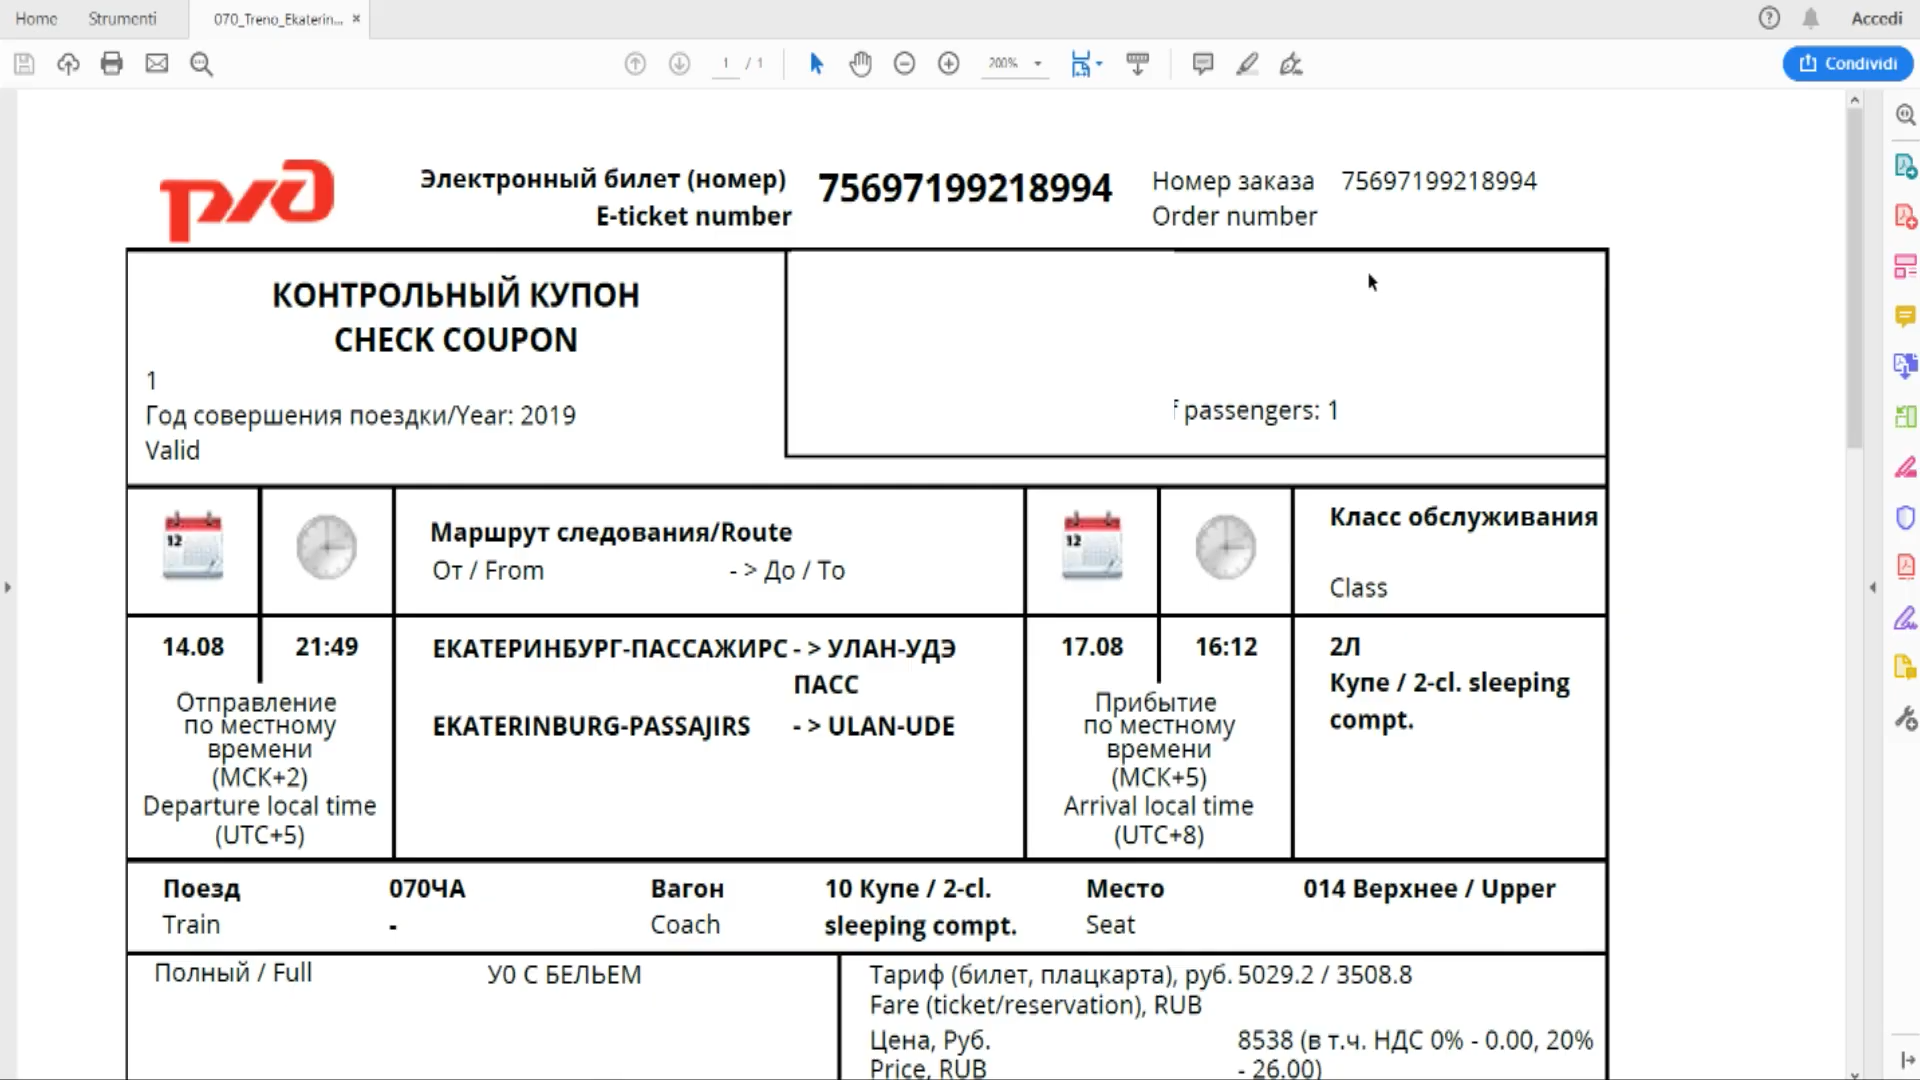 Home Strumenti 070_Treno_Ekaterin... × Accedi
1 / 1 200% Condividi
ржд
Электронный билет (номер) 75697199218994 Номер заказа 75697199218994
E-ticket number Order number
КОНТРОЛЬНЫЙ КУПОН
CHECK COUPON
1
Год совершения поездки/Year: 2019
passengers: 1
Valid
12 12
Маршрут следования/Route
От / From - > До / To
Класс обслуживания
Class
14.08 21:49 ЕКАТЕРИНБУРГ-ПАССАЖИРС - > УЛАН-УДЭ 17.08 16:12 2Л
ПАСС
EKATERINBURG-PASSAJIRS - > ULAN-UDE
Купе / 2-cl. sleeping
compt.
Отправление
по местному
времени
(МСК+2)
Departure local time
(UTC+5)
Прибытие
по местному
времени
(МСК+5)
Arrival local time
(UTC+8)
Поезд 070ЧА Вагон 10 Купе / 2-cl. Место 014 Верхнее / Upper
Train - Coach sleeping compt. Seat
Полный / Full У0 С БЕЛЬЕМ
Тариф (билет, плацкарта), руб. 5029.2 / 3508.8
Fare (ticket/reservation), RUB
Цена, Руб. 8538 (в т.ч. НДС 0% - 0.00, 20%
Price, RUB - 26.00)